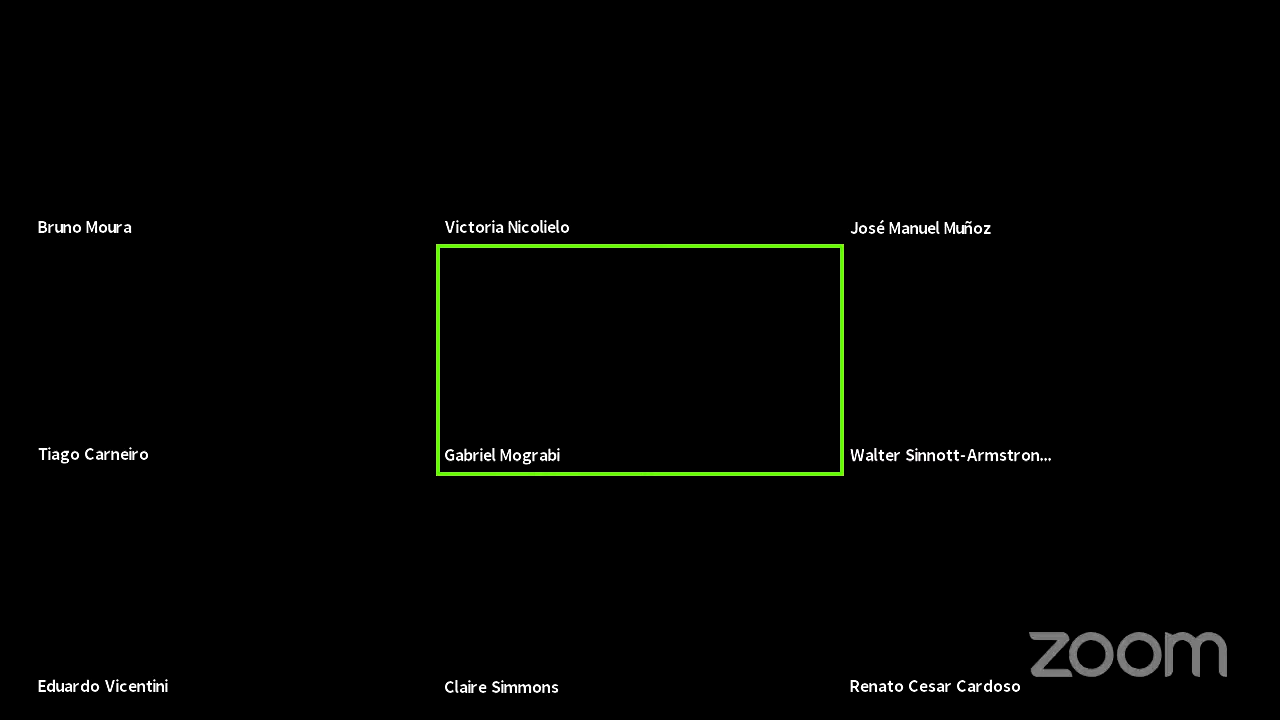 Bruno Moura
Victoria Nicolielo
José Manuel Muñoz
Tiago Carneiro
Gabriel Mograbi
Walter Sinnott-Armstron...
Eduardo Vicentini
Claire Simmons
Renato Cesar Cardoso
zoom